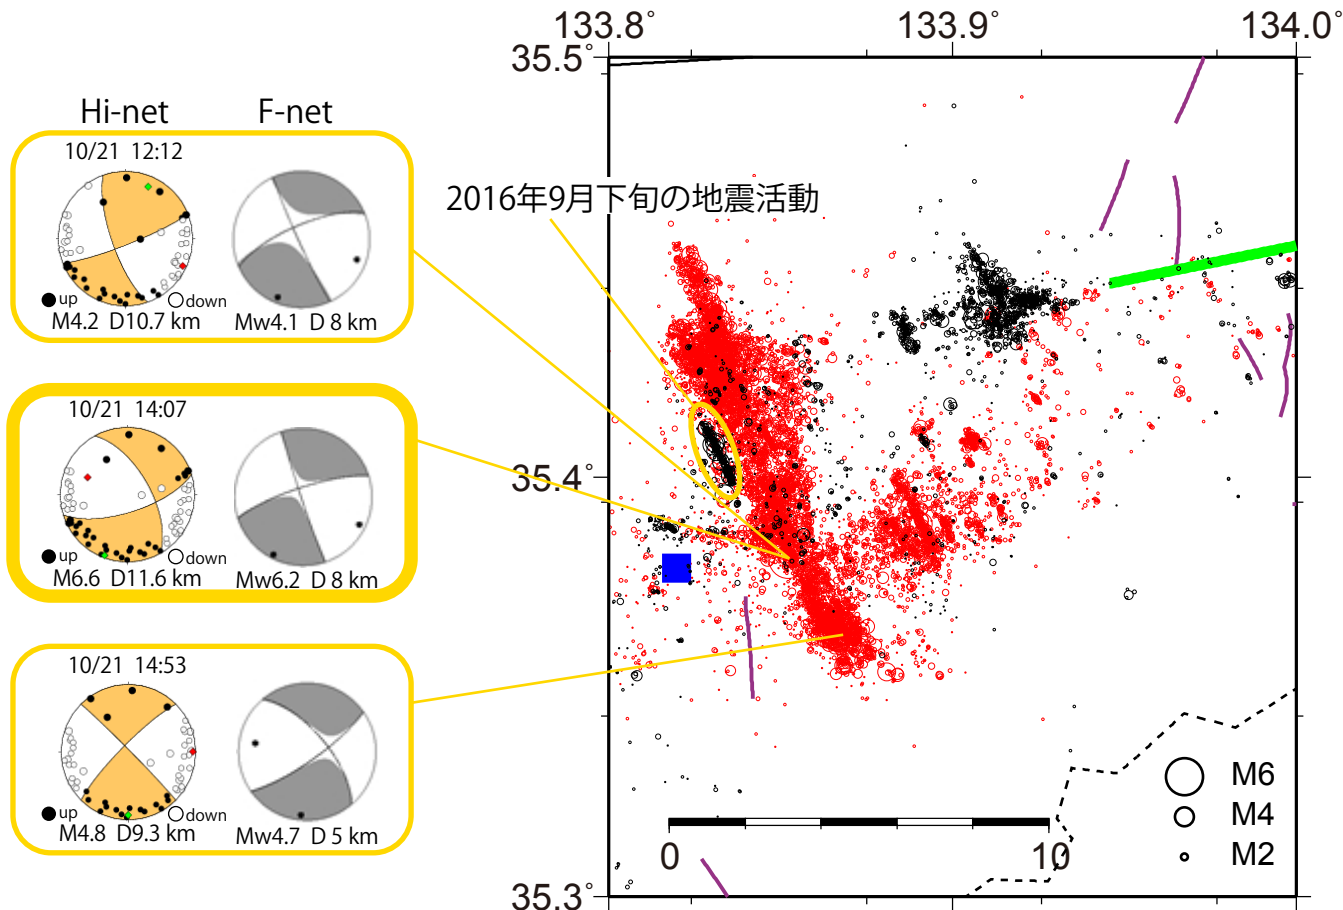 133.8°
133.9°
134.0°
35.5°
35.4°
35.3°
Hi-net
F-net
10/21 12:12
up
down
M4.2 D10.7 km
Mw4.1 D 8 km
10/21 14:07
up
down
M6.6 D11.6 km
Mw6.2 D 8 km
10/21 14:53
up
down
M4.8 D9.3 km
Mw4.7 D 5 km
2016年9月下旬の地震活動
M6
M4
M2
0
10